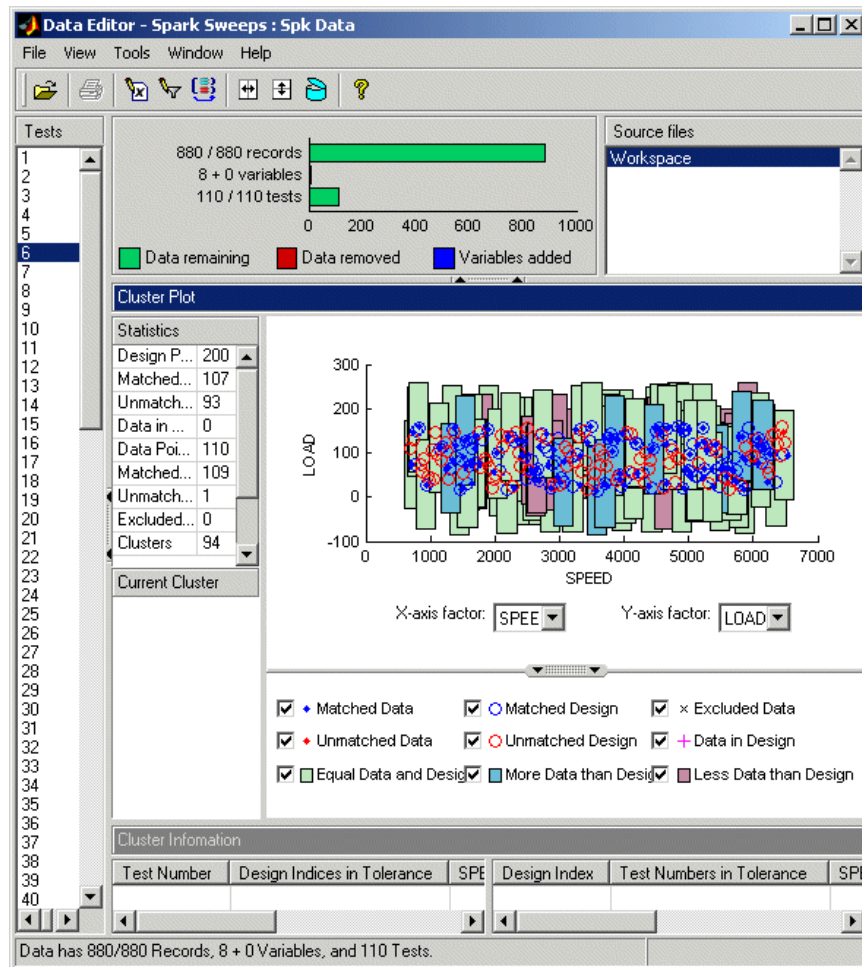 Data Editor - Spark Sweeps : Spk Data
File View Tools Window Help
Tests
1
2
3
4
5
6
7
8
9
10
11
12
13
14
15
16
17
18
19
20
21
22
23
24
25
26
27
28
29
30
31
32
33
34
35
36
37
38
39
40
880 / 880 records
8 + 0 variables
110 / 110 tests
0 200 400 600 800 1000
Data remaining Data removed Variables added
Source files
Workspace
Cluster Plot
Statistics
Design P... 200
Matched... 107
Unmatch... 93
Data in ... 0
Data Poi... 110
Matched... 109
Unmatch... 1
Excluded... 0
Clusters 94
Current Cluster
LOAD
300
200
100
0
-100
0 1000 2000 3000 4000 5000 6000 7000
SPEED
X-axis factor: SPEE Y-axis factor: LOAD
Matched Data Matched Design Excluded Data
Unmatched Data Unmatched Design Data in Design
Equal Data and Desig More Data than Desig Less Data than Design
Cluster Infomation
Test Number Design Indices in Tolerance SPE Design Index Test Numbers in Tolerance SPE
Data has 880/880 Records, 8 + 0 Variables, and 110 Tests.